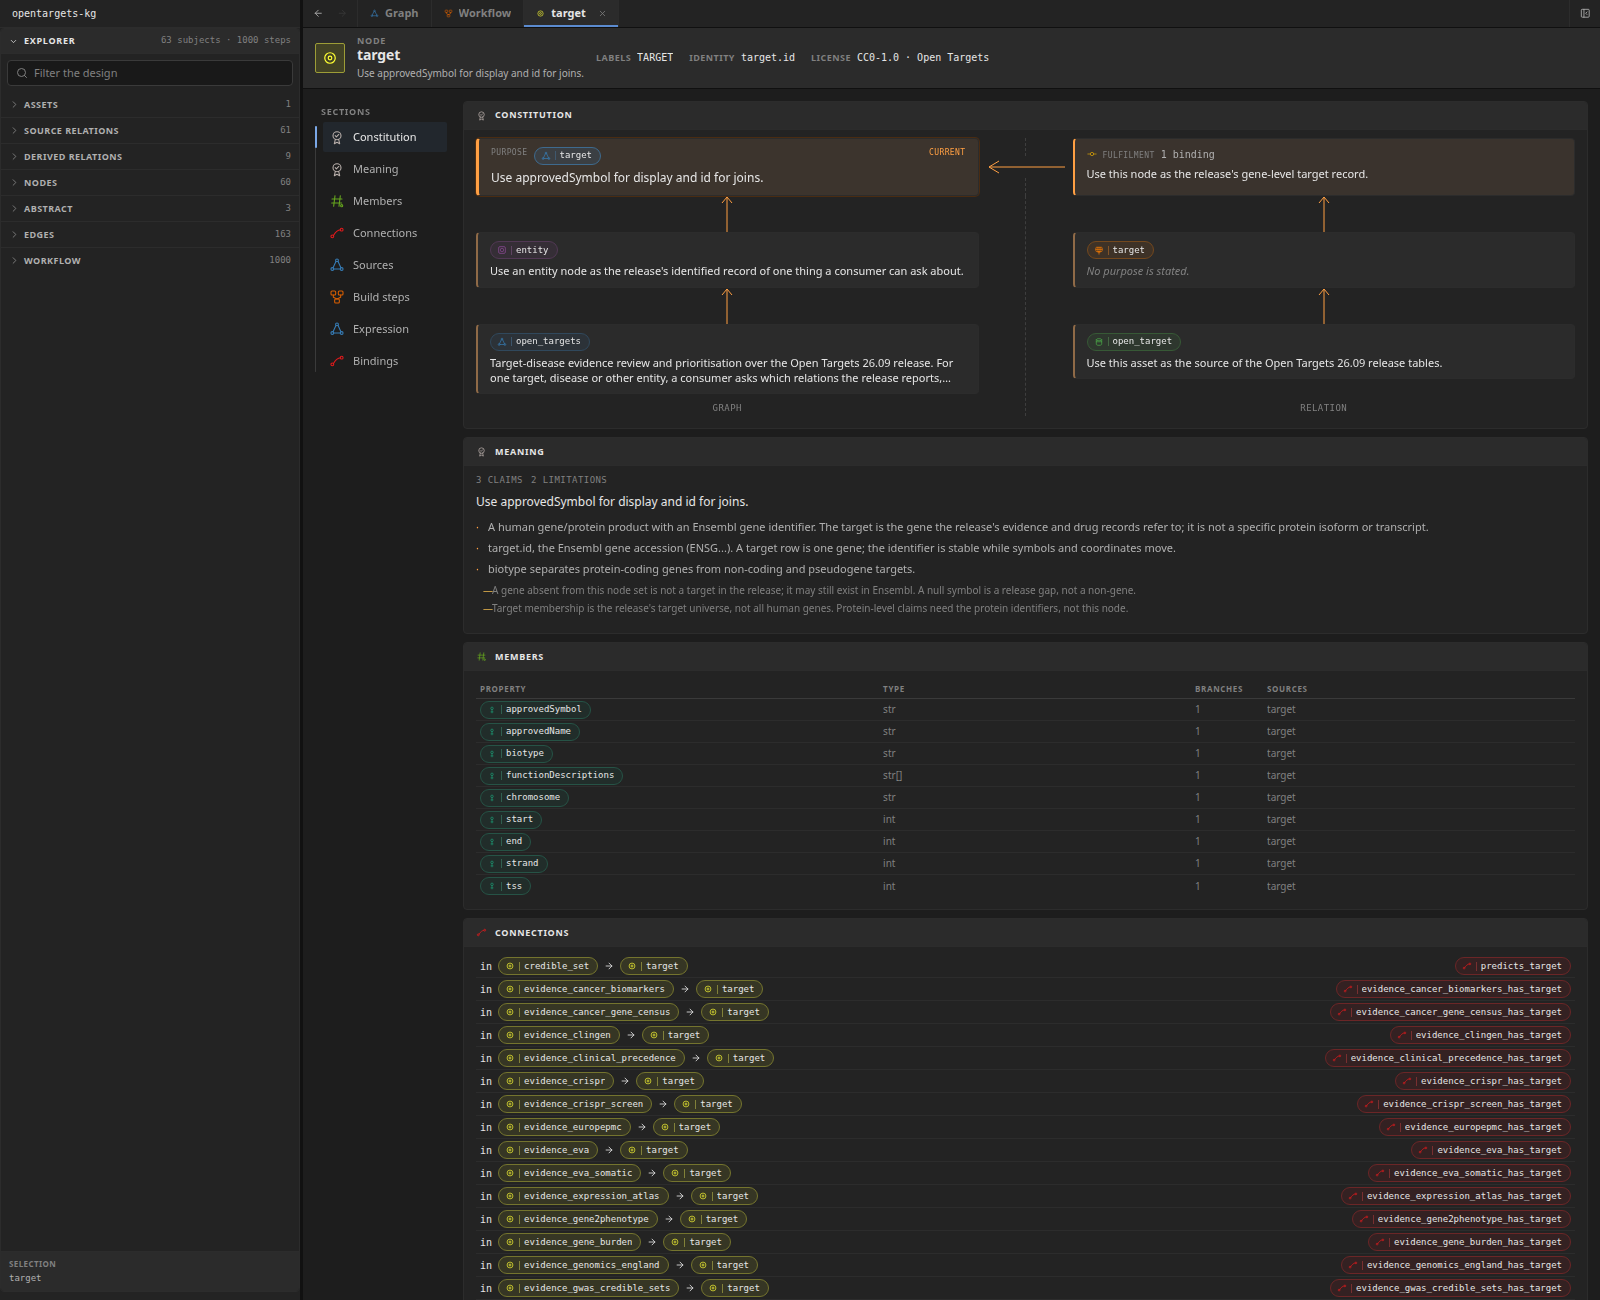 opentargets-kg
Graph
Workflow
target
EXPLORER
63 subjects · 1000 steps
Filter the design
ASSETS 1
SOURCE RELATIONS 61
DERIVED RELATIONS 9
NODES 60
ABSTRACT 3
EDGES 163
WORKFLOW 1000
SELECTION
target
NODE
target
Use approvedSymbol for display and id for joins.
LABELS TARGET IDENTITY target.id LICENSE CC0-1.0 · Open Targets
SECTIONS
Constitution
Meaning
Members
Connections
Sources
Build steps
Expression
Bindings
CONSTITUTION
PURPOSE target CURRENT
Use approvedSymbol for display and id for joins.
FULFILMENT 1 binding
Use this node as the release's gene-level target record.
entity
Use an entity node as the release's identified record of one thing a consumer can ask about.
target
No purpose is stated.
open_targets
Target-disease evidence review and prioritisation over the Open Targets 26.09 release. For
one target, disease or other entity, a consumer asks which relations the release reports,...
open_target
Use this asset as the source of the Open Targets 26.09 release tables.
GRAPH
RELATION
MEANING
3 CLAIMS 2 LIMITATIONS
Use approvedSymbol for display and id for joins.
· A human gene/protein product with an Ensembl gene identifier. The target is the gene the release's evidence and drug records refer to; it is not a specific protein isoform or transcript.
· target.id, the Ensembl gene accession (ENSG...). A target row is one gene; the identifier is stable while symbols and coordinates move.
· biotype separates protein-coding genes from non-coding and pseudogene targets.
—A gene absent from this node set is not a target in the release; it may still exist in Ensembl. A null symbol is a release gap, not a non-gene.
—Target membership is the release's target universe, not all human genes. Protein-level claims need the protein identifiers, not this node.
MEMBERS
PROPERTY TYPE BRANCHES SOURCES
approvedSymbol str 1 target
approvedName str 1 target
biotype str 1 target
functionDescriptions str[] 1 target
chromosome str 1 target
start int 1 target
end int 1 target
strand int 1 target
tss int 1 target
CONNECTIONS
in credible_set → target predicts_target
in evidence_cancer_biomarkers → target evidence_cancer_biomarkers_has_target
in evidence_cancer_gene_census → target evidence_cancer_gene_census_has_target
in evidence_clingen → target evidence_clingen_has_target
in evidence_clinical_precedence → target evidence_clinical_precedence_has_target
in evidence_crispr → target evidence_crispr_has_target
in evidence_crispr_screen → target evidence_crispr_screen_has_target
in evidence_europepmc → target evidence_europepmc_has_target
in evidence_eva → target evidence_eva_has_target
in evidence_eva_somatic → target evidence_eva_somatic_has_target
in evidence_expression_atlas → target evidence_expression_atlas_has_target
in evidence_gene2phenotype → target evidence_gene2phenotype_has_target
in evidence_gene_burden → target evidence_gene_burden_has_target
in evidence_genomics_england → target evidence_genomics_england_has_target
in evidence_gwas_credible_sets → target evidence_gwas_credible_sets_has_target